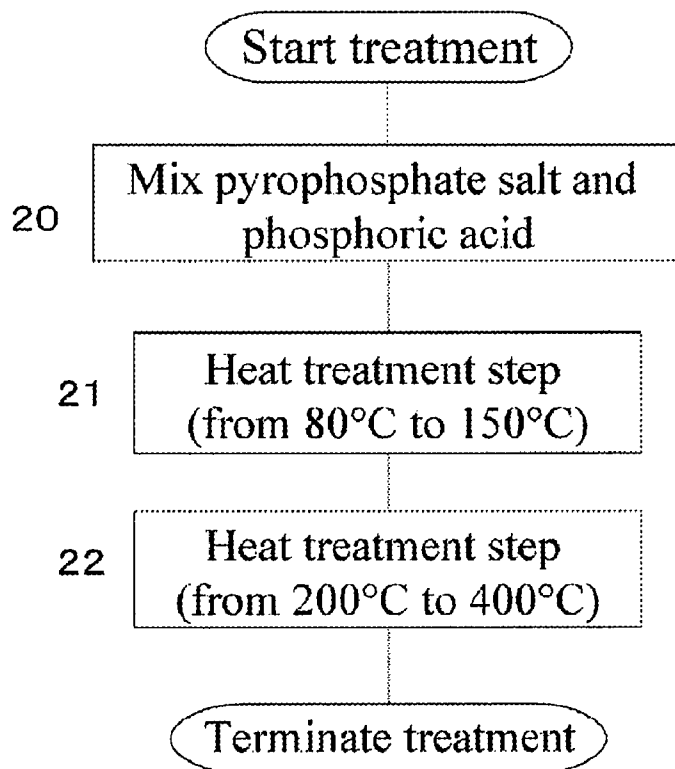 Start treatment
20
Mix pyrophosphate salt and
phosphoric acid
21
Heat treatment step
(from 80°C to 150°C)
22
Heat treatment step
(from 200°C to 400°C)
Terminate treatment